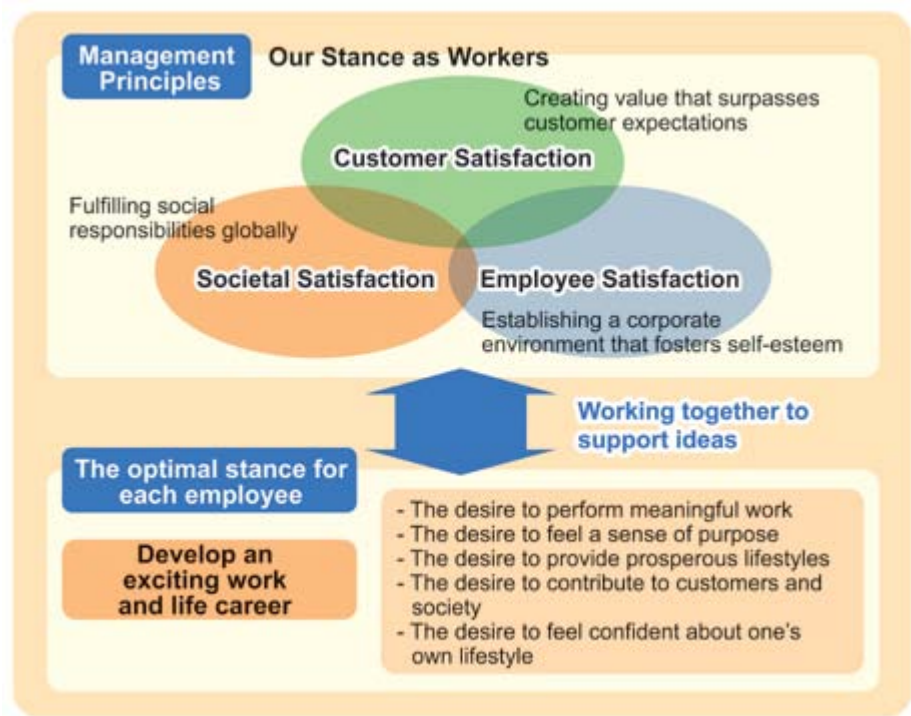 Management
Principles
Our Stance as Workers
Creating value that surpasses
customer expectations
Customer Satisfaction
Fulfilling social
responsibilities globally
Societal Satisfaction
Employee Satisfaction
Establishing a corporate
environment that fosters self-esteem
Working together to
support ideas
The optimal stance for
each employee
Develop an
exciting work
and life career
- The desire to perform meaningful work
- The desire to feel a sense of purpose
- The desire to provide prosperous lifestyles
- The desire to contribute to customers and
society
- The desire to feel confident about one's
own lifestyle